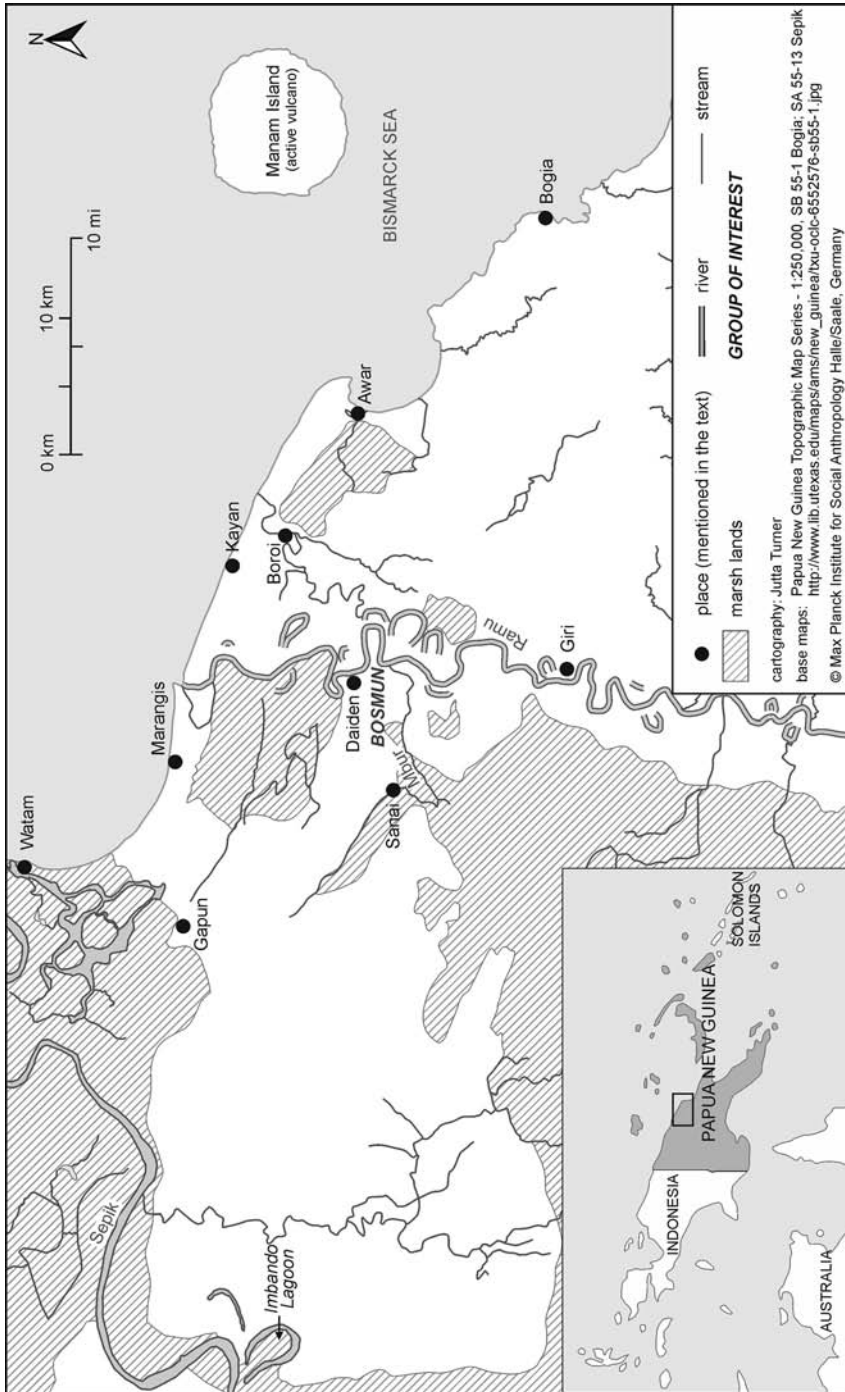 N
0 km
10 km
10 mi
Manam Island
(active vulcano)
BISMARCK SEA
Watam
Marangis
Kayan
Boroi
Awar
Bogia
Gapun
Daiden
BOSMUN
Sanai
Mbur
Ramu
Giri
Sepik
Imbando
Lagoon
INDONESIA
PAPUA NEW GUINEA
SOLOMON
ISLANDS
AUSTRALIA
place (mentioned in the text)
river
stream
marsh lands
GROUP OF INTEREST
cartography: Jutta Turner
base maps: Papua New Guinea Topographic Map Series - 1:250,000, SB 55-1 Bogia; SA 55-13 Sepik
http://www.lib.utexas.edu/maps/ams/new_guinea/txu-oclc-6552576-sb55-1.jpg
© Max Planck Institute for Social Anthropology Halle/Saale, Germany